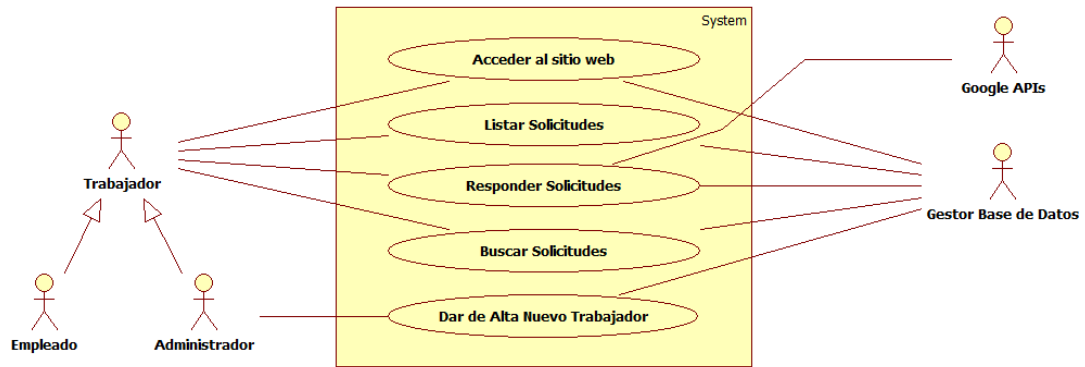 System
Acceder al sitio web
Google APIs
Listar Solicitudes
Trabajador
Responder Solicitudes
Gestor Base de Datos
Buscar Solicitudes
Dar de Alta Nuevo Trabajador
Empleado
Administrador